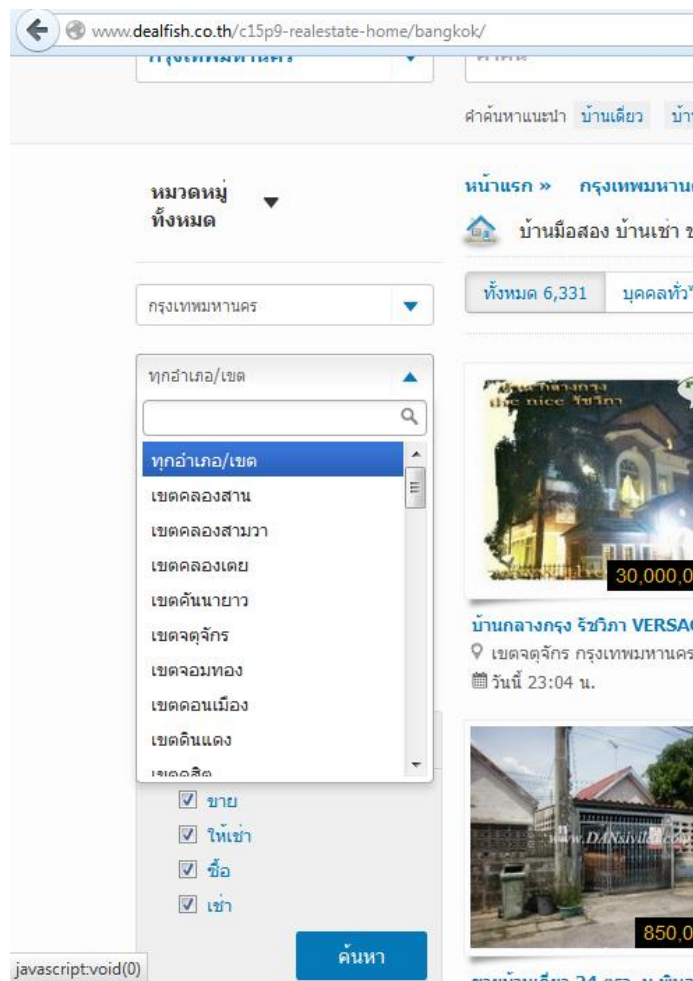 www.dealfish.co.th/c15p9-realestate-home/bangkok/
กรุงเทพมหานคร
คำค้นหาแนะนำ บ้านเดี่ยว
หมวดหมู่
ทั้งหมด
หน้าแรก »
บ้านมือสอง บ้านเช่า
ทั้งหมด 6,331
กรุงเทพมหานคร
ทุกอำเภอ/เขต
ทุกอำเภอ/เขต
เขตคลองสาน
เขตคลองสามวา
เขตคลองเตย
เขตคันนายาว
เขตจตุจักร
เขตจอมทอง
เขตดอนเมือง
เขตดินแดง
เขตดุสิต
ขาย
ให้เช่า
ซื้อ
เช่า
ค้นหา
the nice รัชวิภา
30,000,0
บ้านกลางกรุง รัชวิภา
เขตจตุจักร กรุงเทพมหานคร
วันนี้ 23:04 น.
850,0
javascript:void(0)